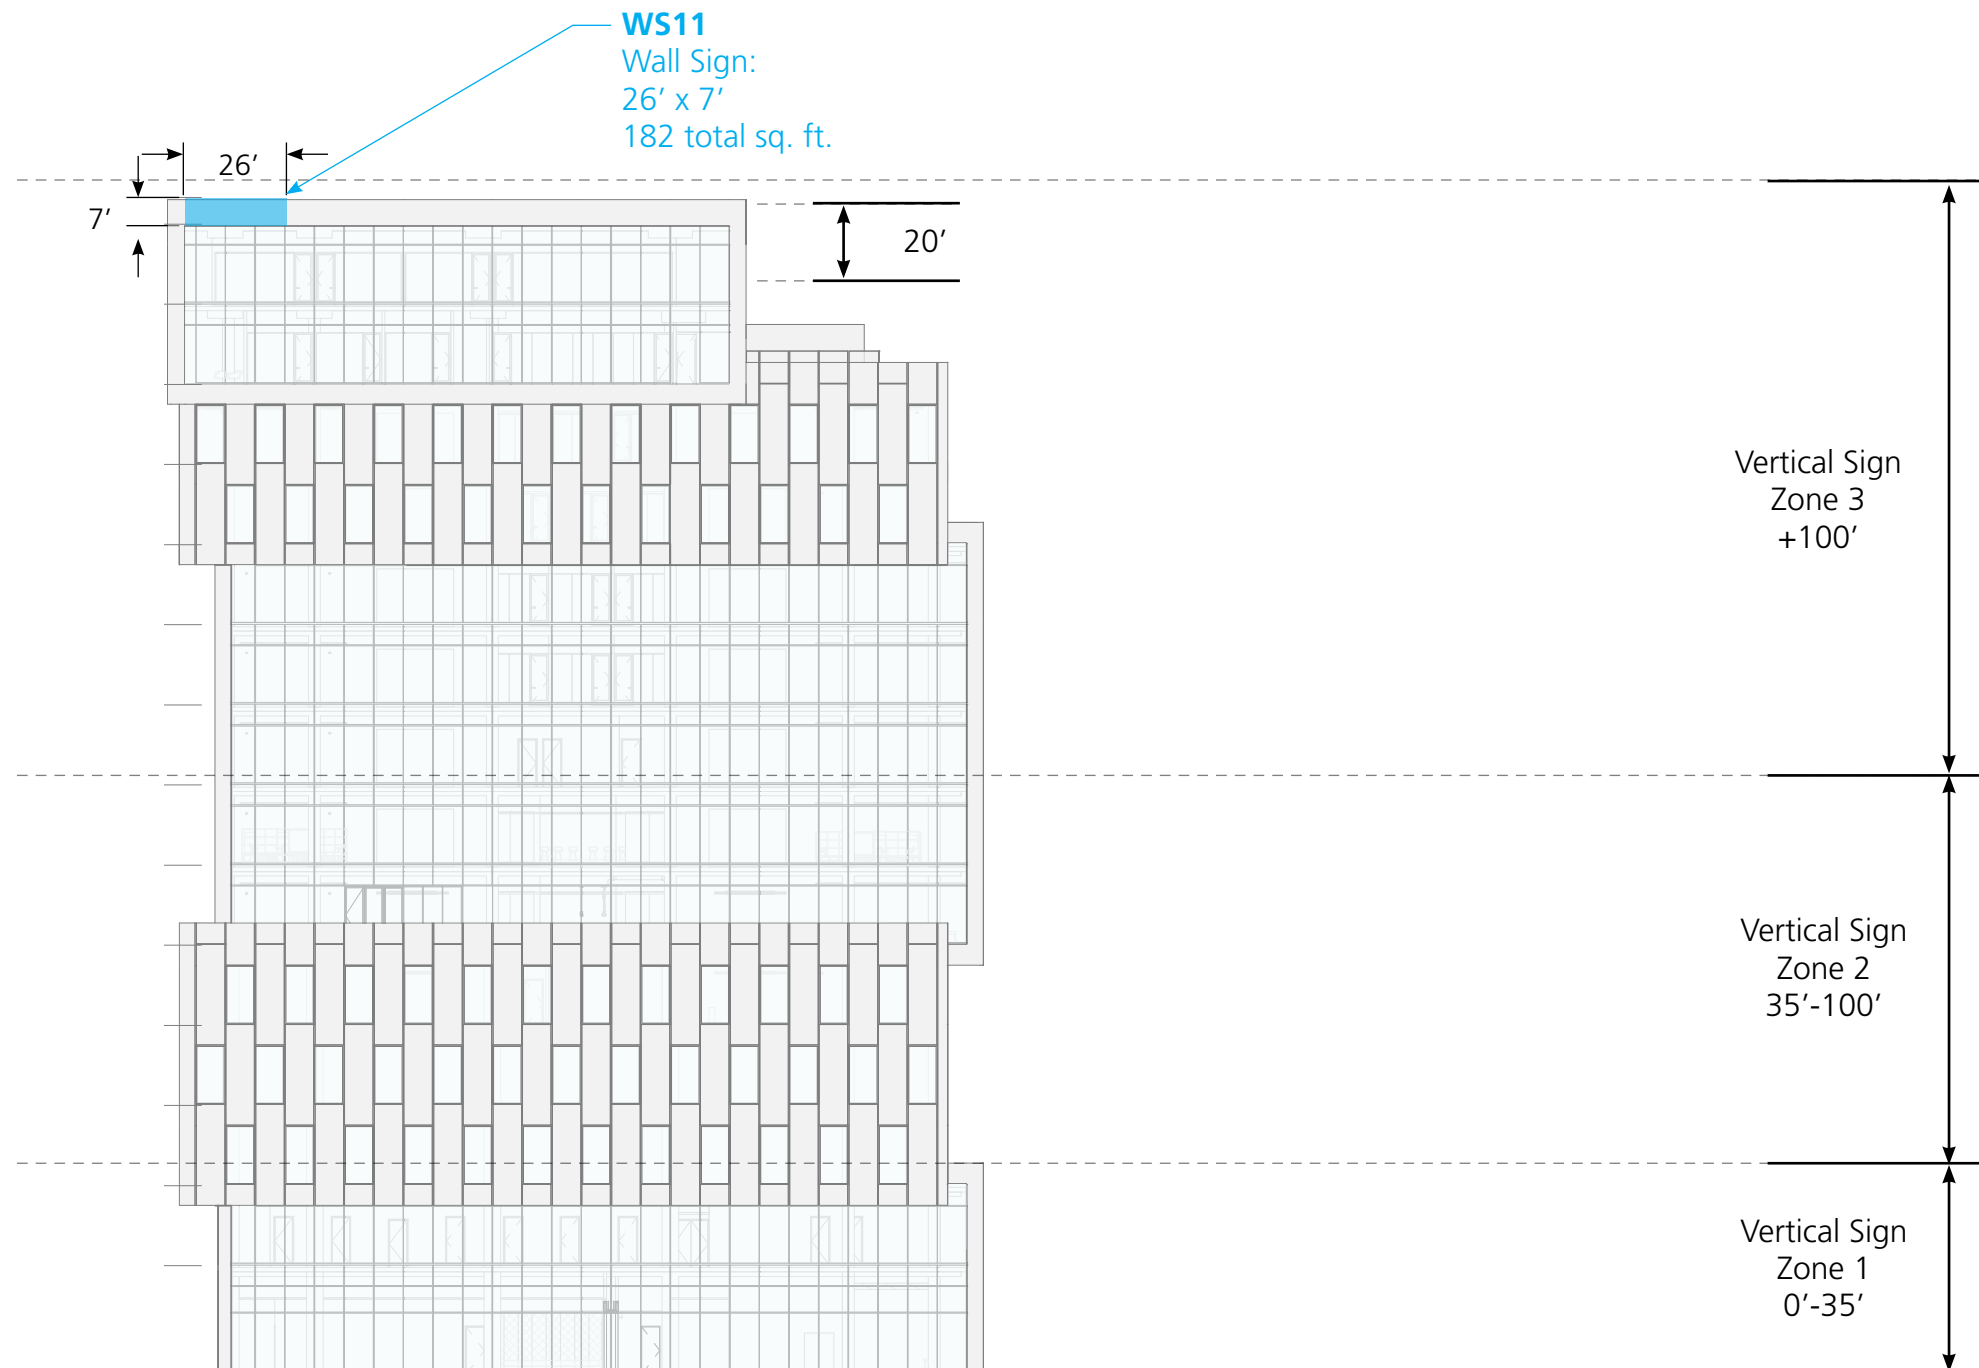 WS11
Wall Sign:
26’ x 7’
182 total sq. ft.
26’
7’
20’
Vertical Sign
Zone 3
+100’
Vertical Sign
Zone 2
35’-100’
Vertical Sign
Zone 1
0’-35’